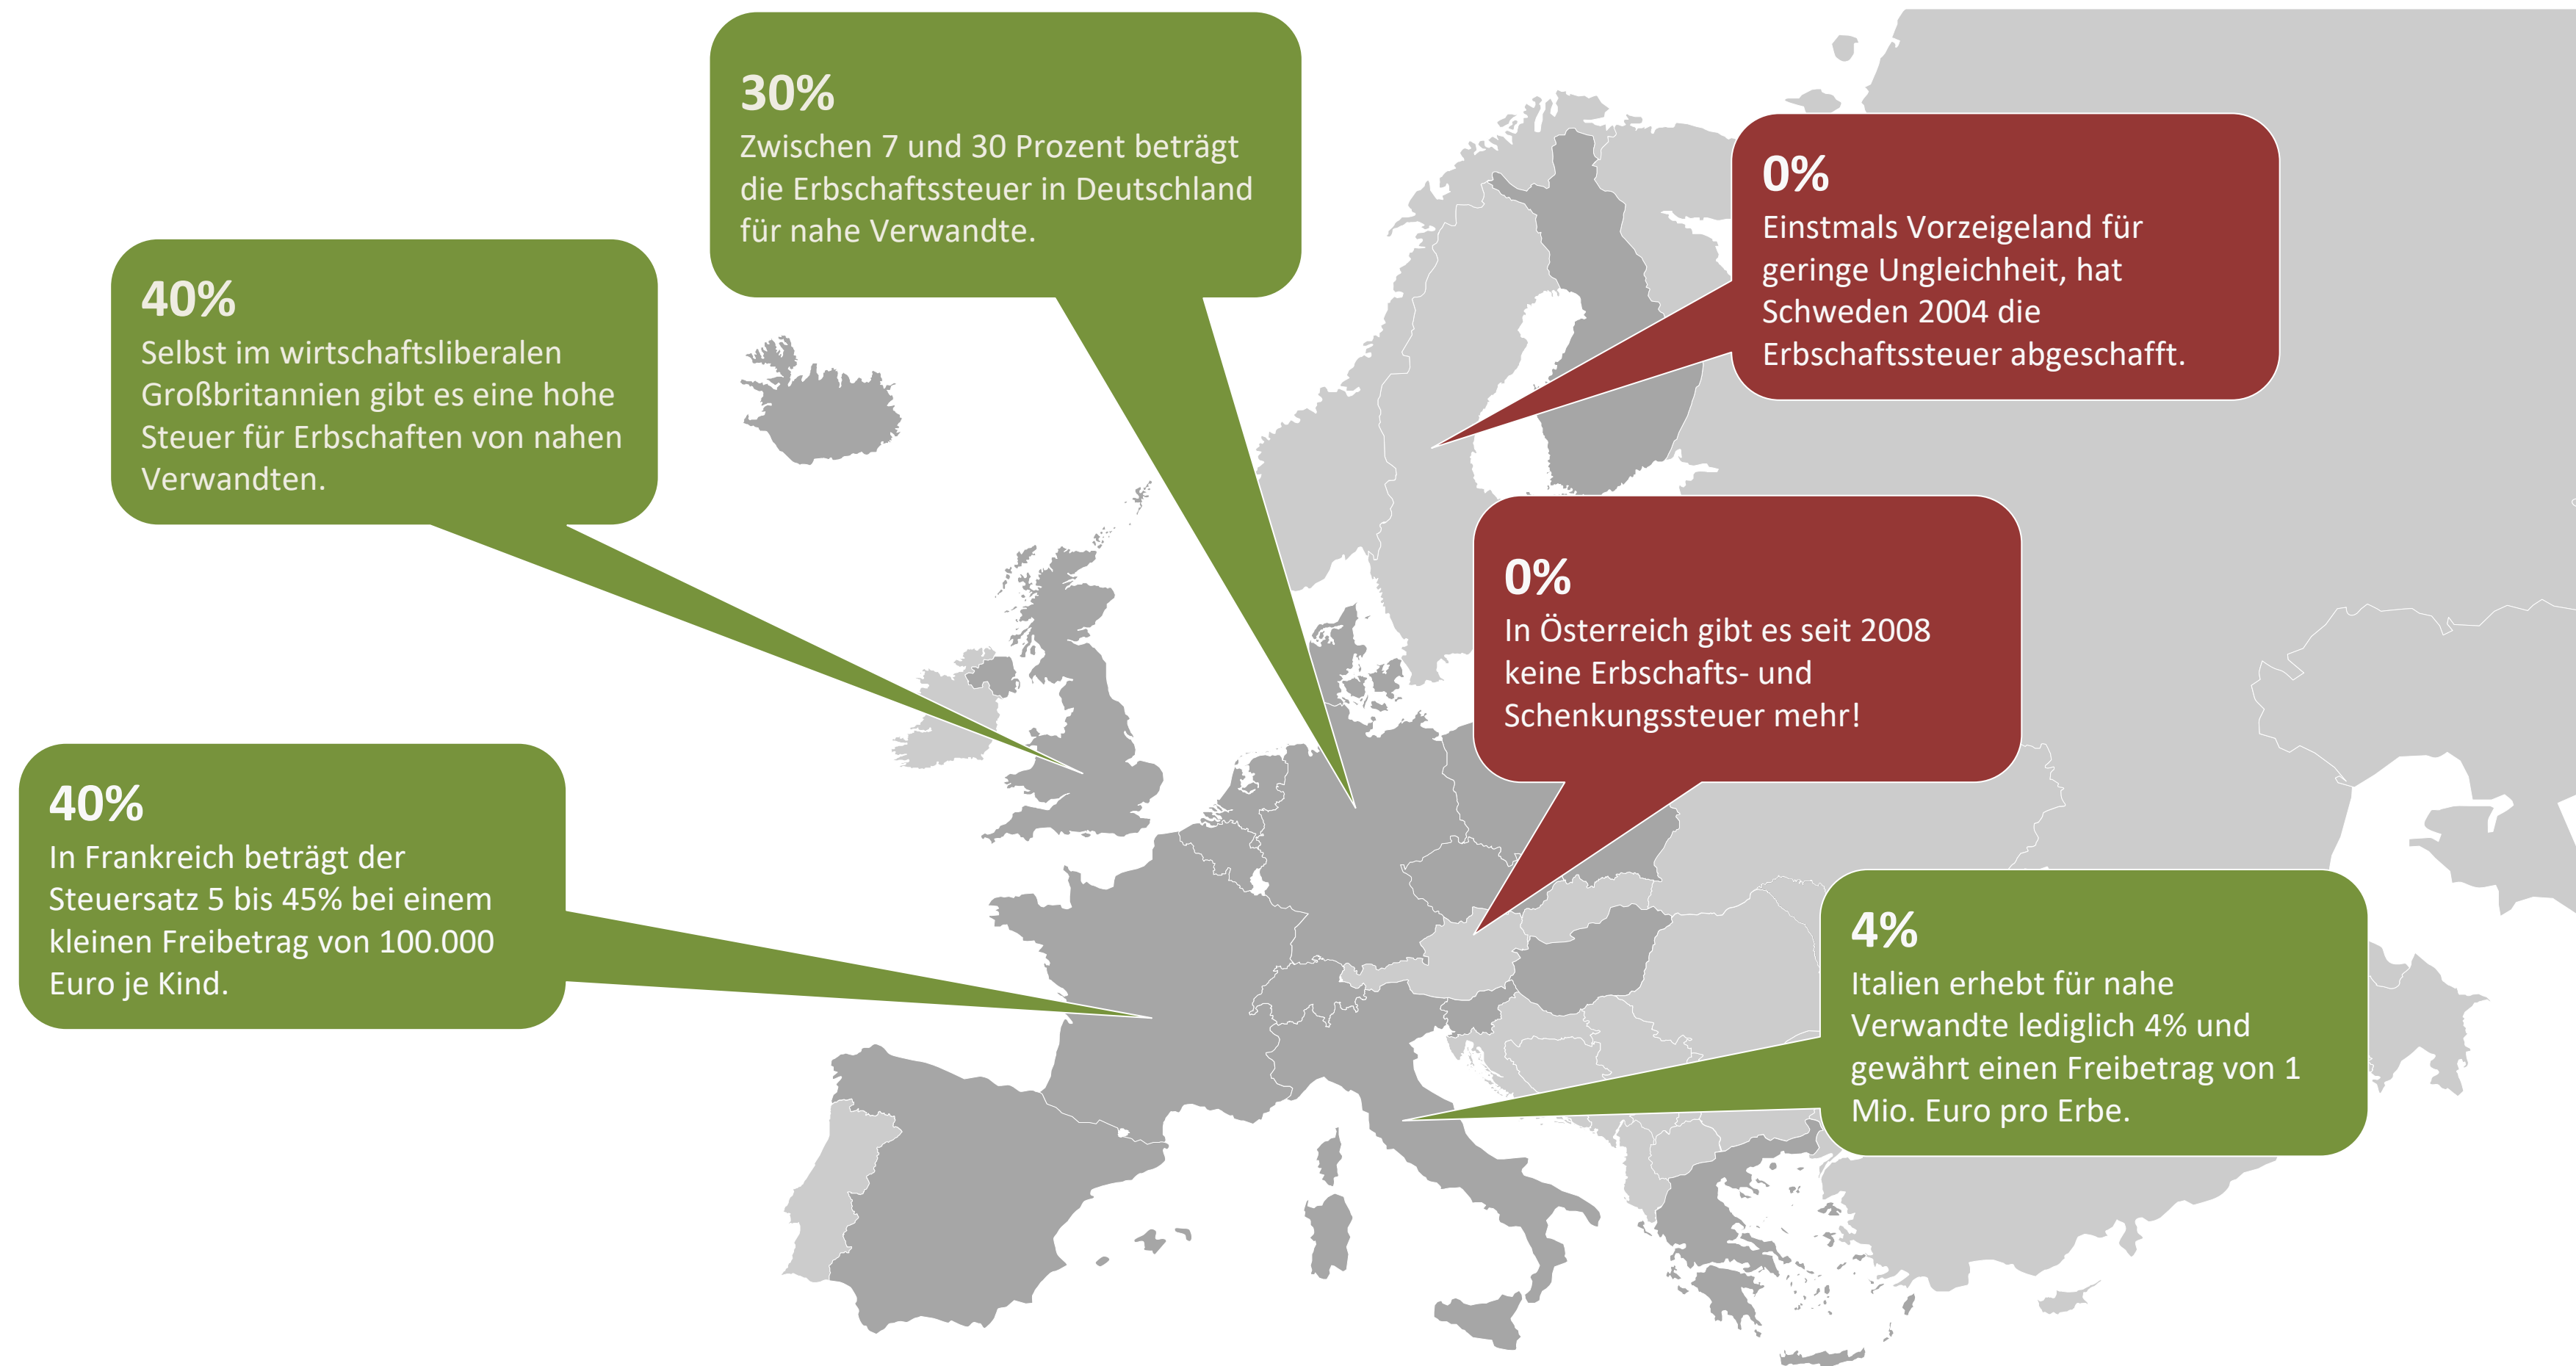 30%
Zwischen 7 und 30 Prozent beträgt
die Erbschaftssteuer in Deutschland
für nahe Verwandte.
0%
Einstmals Vorzeigeland für
geringe Ungleichheit, hat
Schweden 2004 die
Erbschaftssteuer abgeschafft.
40%
Selbst im wirtschaftsliberalen
Großbritannien gibt es eine hohe
Steuer für Erbschaften von nahen
Verwandten.
0%
In Österreich gibt es seit 2008
keine Erbschafts- und
Schenkungssteuer mehr!
40%
In Frankreich beträgt der
Steuersatz 5 bis 45% bei einem
kleinen Freibetrag von 100.000
Euro je Kind.
4%
Italien erhebt für nahe
Verwandte lediglich 4% und
gewährt einen Freibetrag von 1
Mio. Euro pro Erbe.